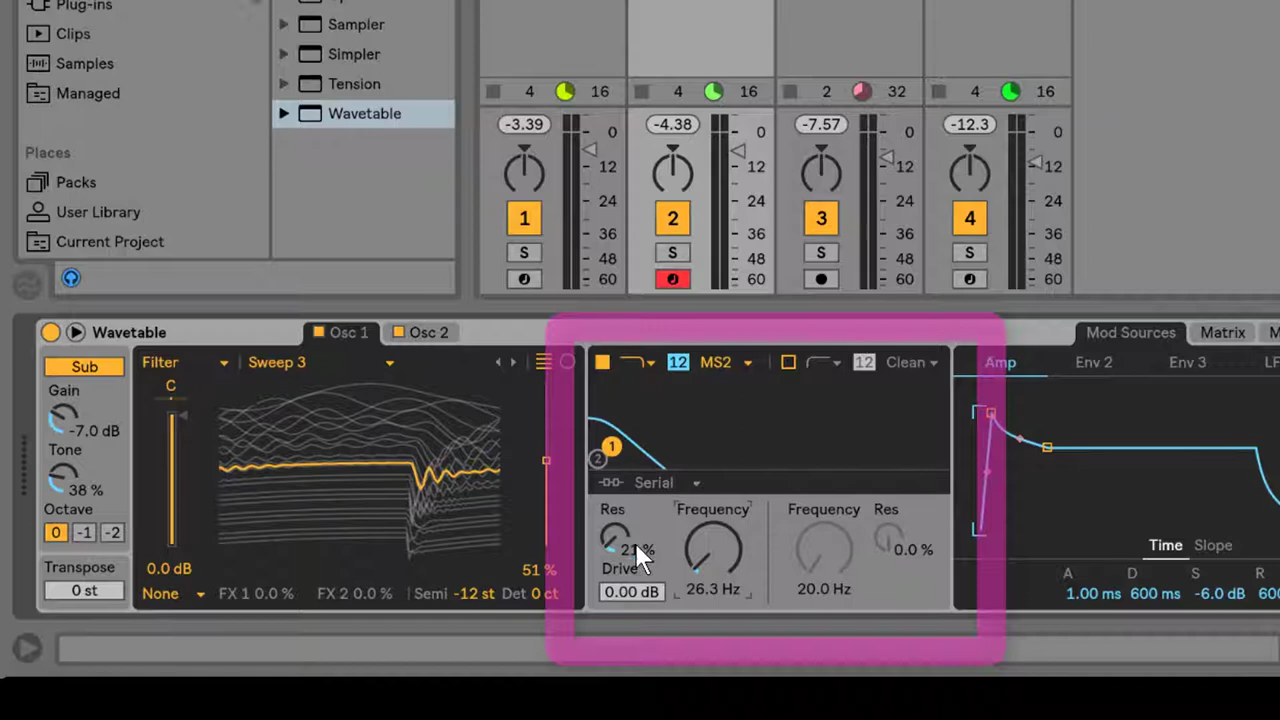 Plug-ins
Sampler
Clips
Simpler
Samples
Tension
Managed
Wavetable
4 16 4 16 2 32 4 16
-3.39 0 -4.38 0 -7.57 0 -12.3 0
12 12 12 12
24 24 24 24
1 2 3 4
36 36 36 36
S 48 S 48 S 48 S 48
60 60 60 60
Places
Packs
User Library
Current Project
Wavetable Osc 1 Osc 2 Mod Sources Matrix M
Sub Filter Sweep 3 12 MS2 12 Clean Amp Env 2 Env 3 LF
Gain C
-7.0 dB
1
Tone 2
38 % Serial
Octave Res Frequency Frequency Res
0 -1 -2
21 % 0.0 % Time Slope
Transpose 0.0 dB 51 % Drive A D S R
0 st None FX 1 0.0 % FX 2 0.0 % Semi -12 st Det 0 ct 0.00 dB 26.3 Hz 20.0 Hz 1.00 ms 600 ms -6.0 dB 600